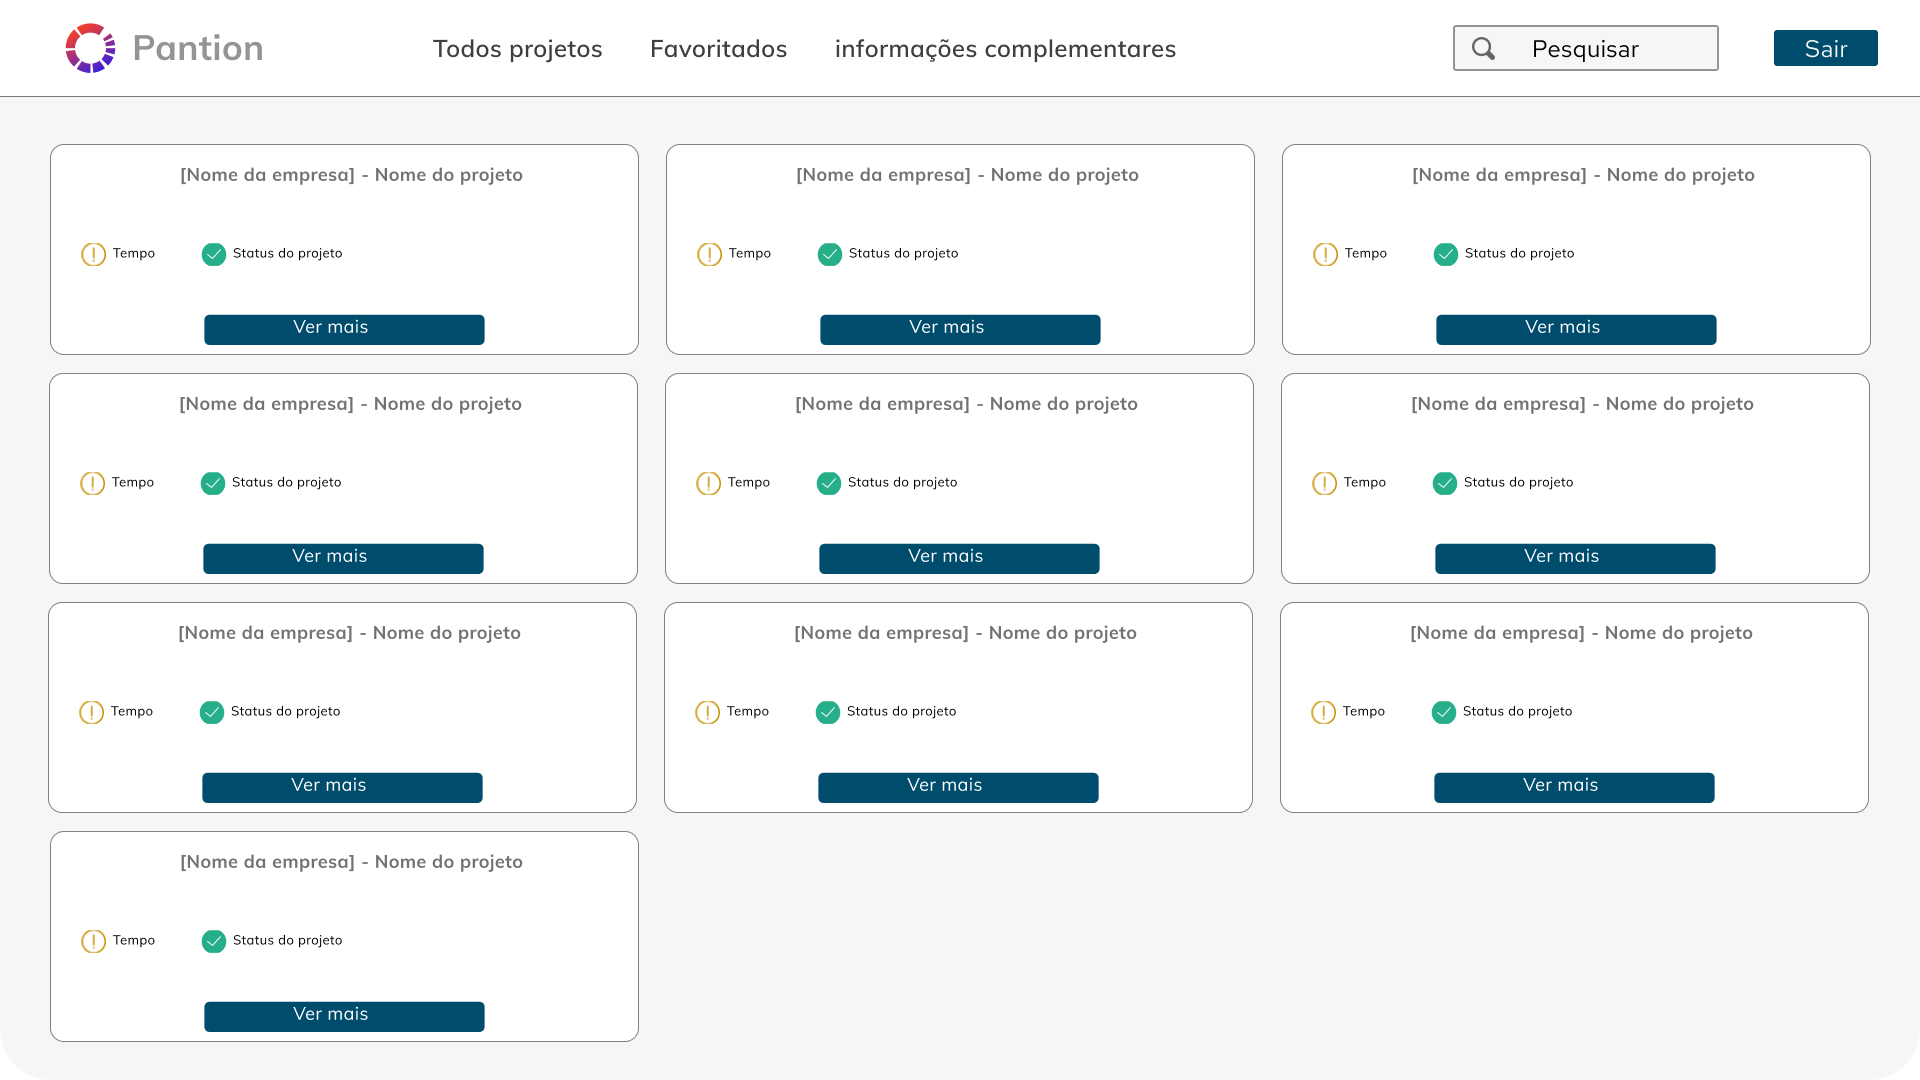 Pantion
Todos projetos
Favoritados
informações complementares
Pesquisar
Sair
[Nome da empresa] - Nome do projeto
Tempo
Status do projeto
Ver mais
[Nome da empresa] - Nome do projeto
Tempo
Status do projeto
Ver mais
[Nome da empresa] - Nome do projeto
Tempo
Status do projeto
Ver mais
[Nome da empresa] - Nome do projeto
Tempo
Status do projeto
Ver mais
[Nome da empresa] - Nome do projeto
Tempo
Status do projeto
Ver mais
[Nome da empresa] - Nome do projeto
Tempo
Status do projeto
Ver mais
[Nome da empresa] - Nome do projeto
Tempo
Status do projeto
Ver mais
[Nome da empresa] - Nome do projeto
Tempo
Status do projeto
Ver mais
[Nome da empresa] - Nome do projeto
Tempo
Status do projeto
Ver mais
[Nome da empresa] - Nome do projeto
Tempo
Status do projeto
Ver mais